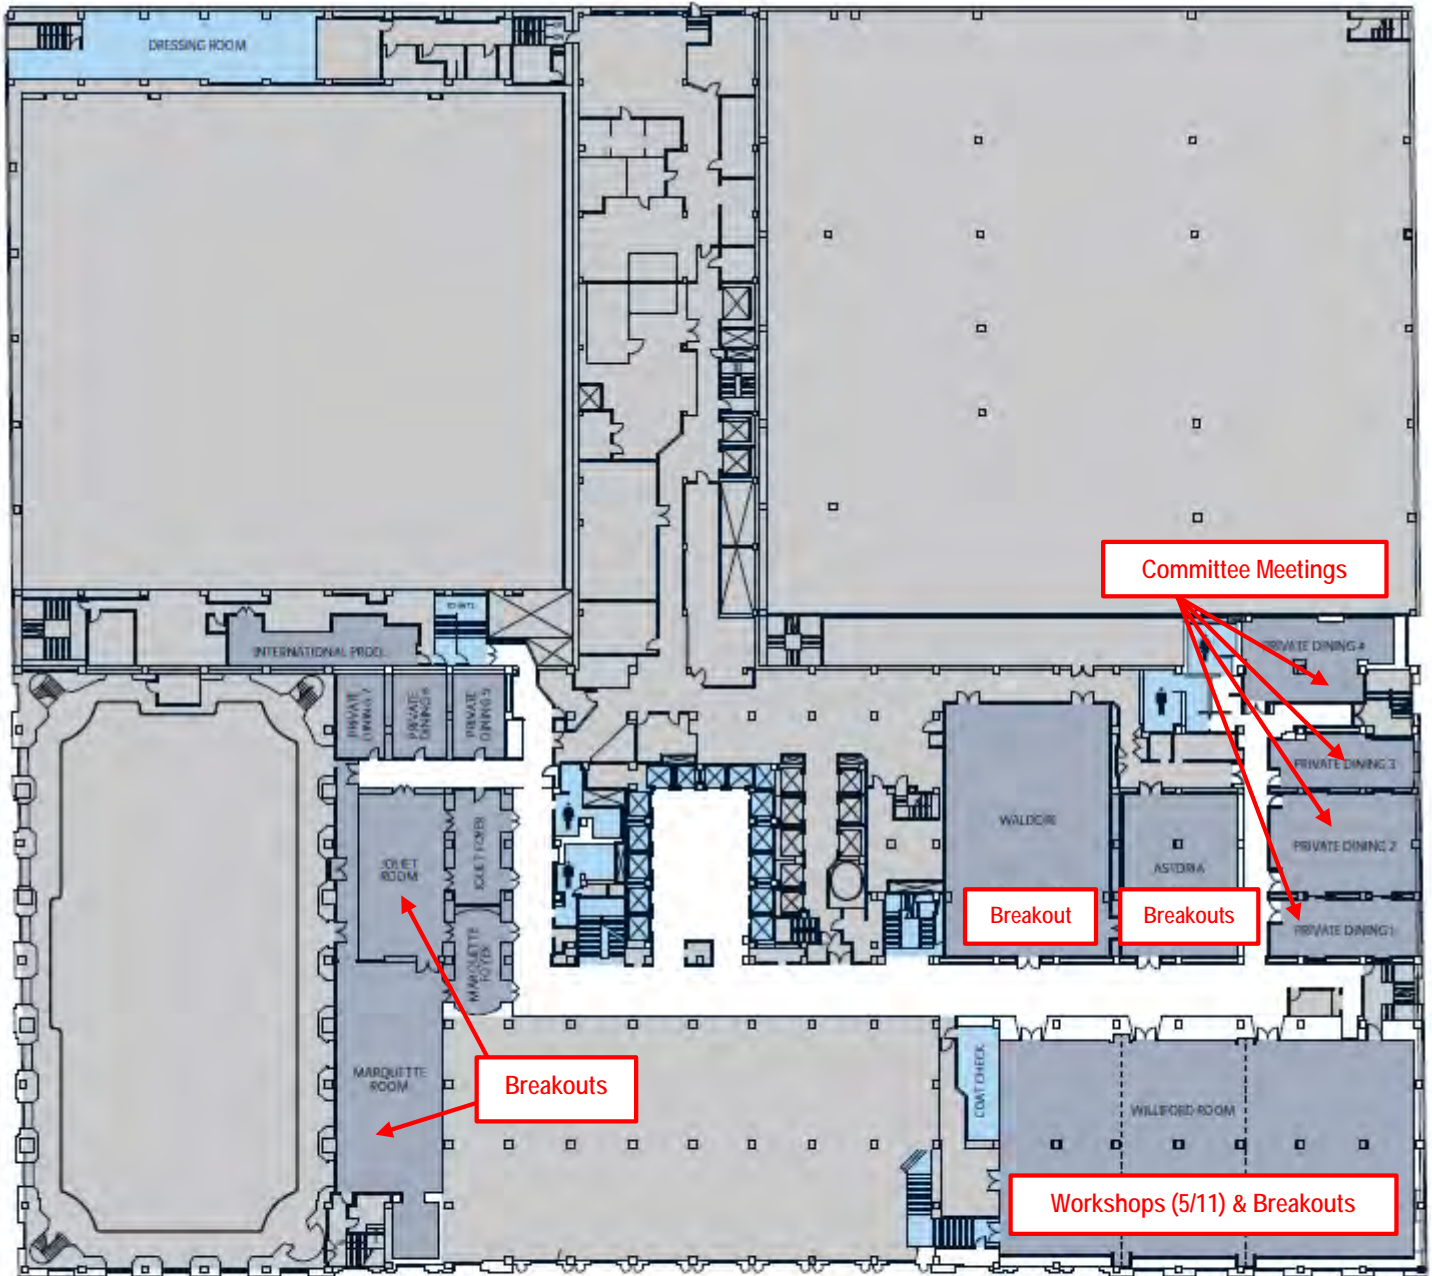 DRESSING ROOM
Committee Meetings
INTERNATIONAL PROD.
PRIVATE DINING 4
PRIVATE
DINING 7
PRIVATE
DINING 6
PRIVATE
DINING 5
PRIVATE DINING 3
JOLIET
ROOM
JOLIET FOYER
WALDORF
PRIVATE DINING 2
ASTORIA
Breakout
Breakouts
PRIVATE DINING 1
MARQUETTE
FOYER
MARQUETTE
ROOM
Breakouts
COAT CHECK
WILLIFORD ROOM
Workshops (5/11) & Breakouts